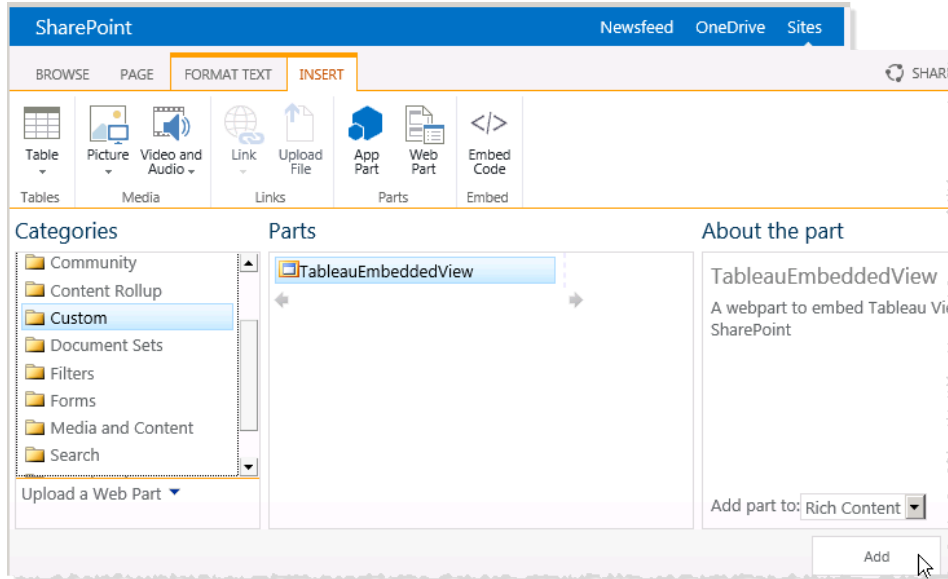 SharePoint
Newsfeed OneDrive Sites
BROWSE PAGE FORMAT TEXT INSERT
SHARE
Table
Picture
Video and
Audio
Link
Upload
File
App
Part
Web
Part
Embed
Code
Tables
Media
Links
Parts
Embed
Categories
Community
Content Rollup
Custom
Document Sets
Filters
Forms
Media and Content
Search
Upload a Web Part
Parts
TableauEmbeddedView
About the part
TableauEmbeddedView
A webpart to embed Tableau Vie
SharePoint
Add part to: Rich Content
Add